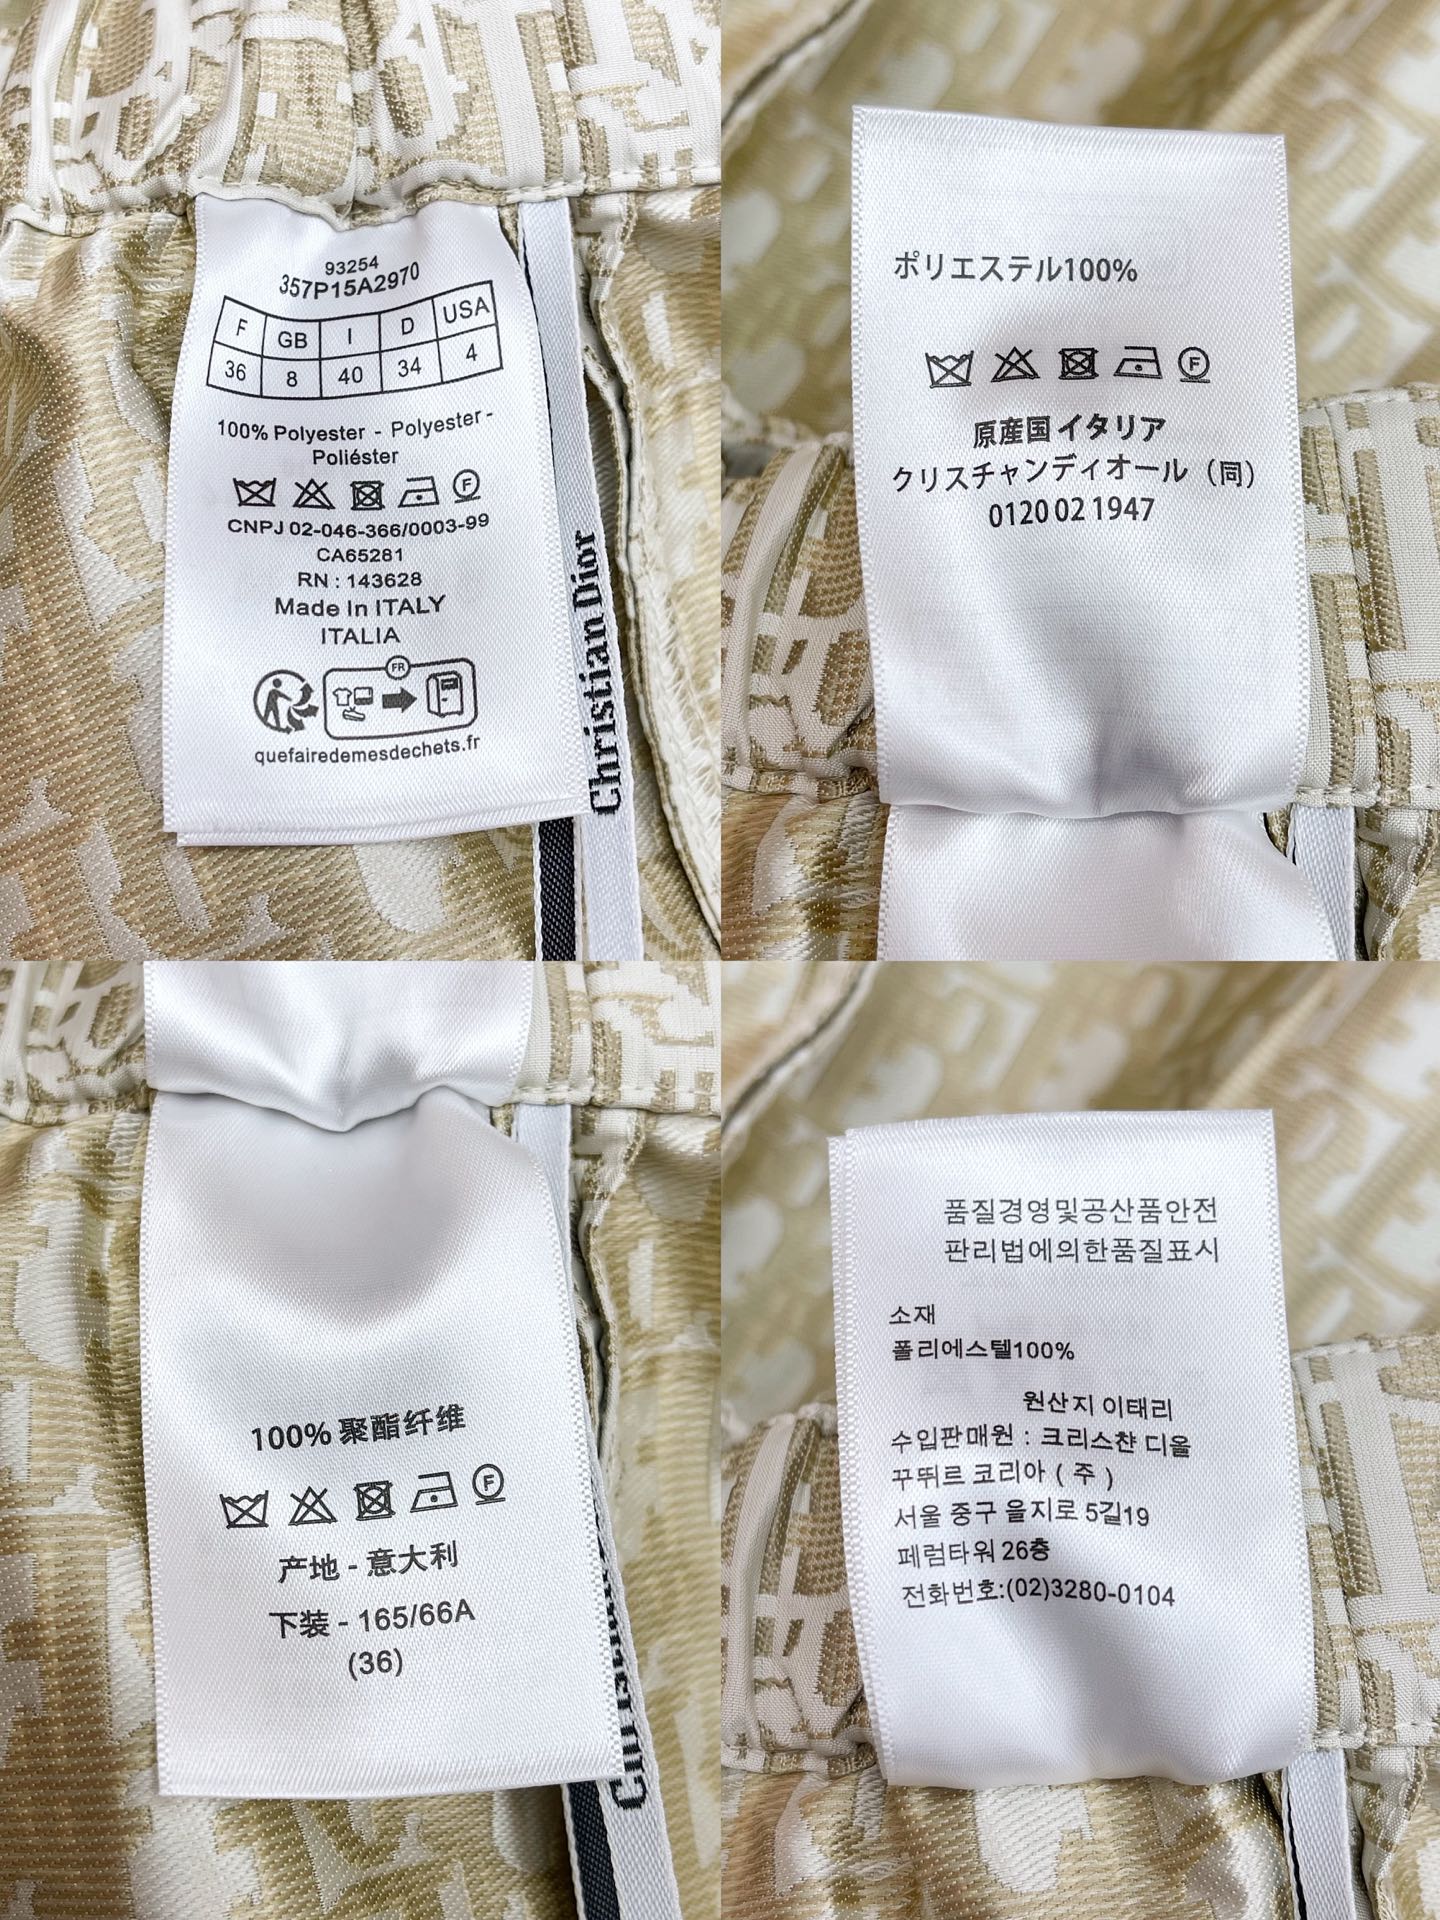 93254
357P15A2970
F GB I D USA
36 8 40 34 4
100% Polyester - Polyester -
Poliéster
F
CNPJ 02-046-366/0003-99
CA65281
RN : 143628
Made In ITALY
ITALIA
FR
quefairedemesdechets.fr
Christian Dior
ポリエステル100%
F
原産国 イタリア
クリスチャンディオール（同）
0120 02 1947
100% 聚酯纤维
F
产地 - 意大利
下装 - 165/66A
(36)
품질경영및공산품안전
판리법에의한품질표시
소재
폴리에스텔100%
원산지 이태리
수입판매원 : 크리스챤 디올
꾸뛰르 코리아 ( 주 )
서울 중구 을지로 5길19
페럼타워 26층
전화번호:(02)3280-0104